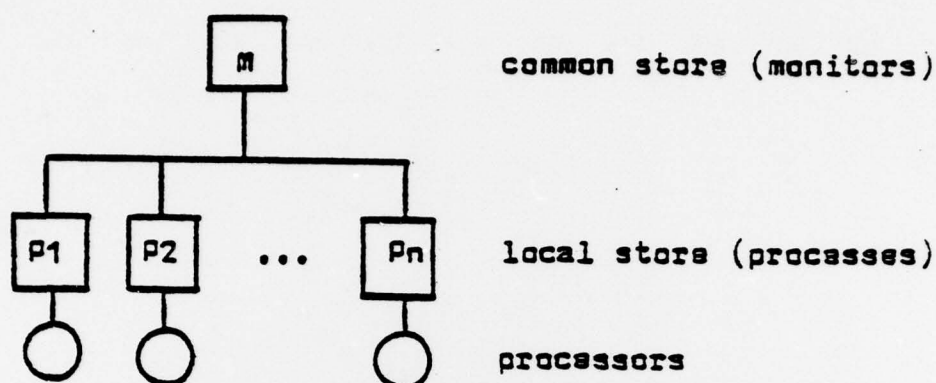 m
common store (monitors)
P1 P2 ... Pn
local store (processes)
processors